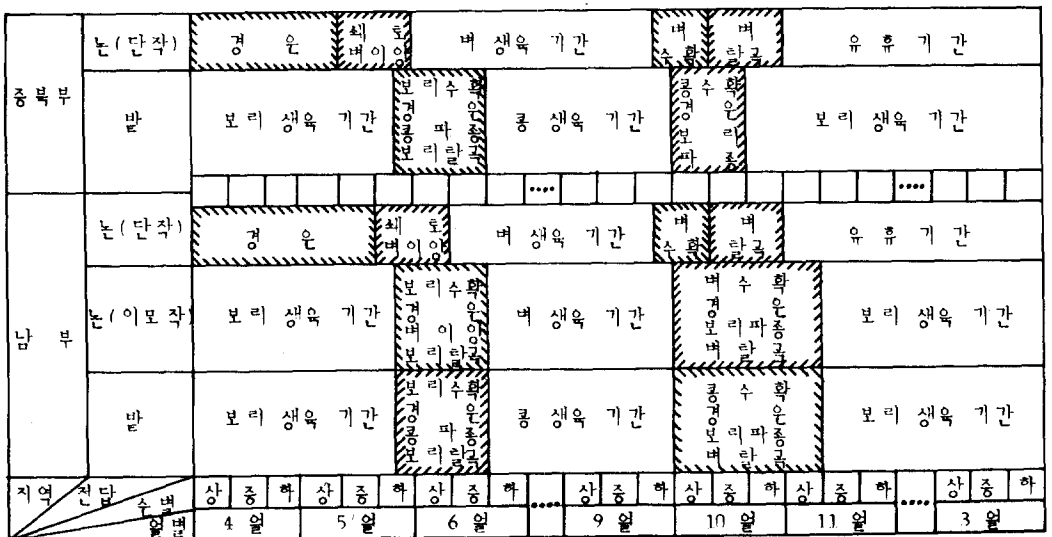 중북부
논(단작)
경 운
쇄 토
벼이앙
벼 생육 기간
벼
수확
벼
탈곡
유 휴 기 간
밭
보리 생육 기간
보리수확
경 운
콩 파 종
보리탈곡
콩 생육 기간
콩수확
경 운
보 리
파 종
보리 생육 기간
남 부
논(단작)
경 운
쇄 토
벼이앙
벼 생육 기간
벼
수확
벼
탈곡
유 휴 기 간
논(이모작)
보리 생육 기간
보리수확
경 운
벼 이 앙
보리탈곡
벼 생육 기간
벼 수 확
경 운
보리파종
벼 탈 곡
보리 생육 기간
밭
보리 생육 기간
보리수확
경 운
콩 파 종
보리탈곡
콩 생육 기간
콩 수 확
경 운
보리파종
벼 탈 곡
보리 생육 기간
지역 전답 월별
상 중 하 상 중 하 상 중 하 .... 상 중 하 상 중 하 상 중 하 .... 상 중 하
4 월 5 월 6 월 9 월 10 월 11 월 3 월